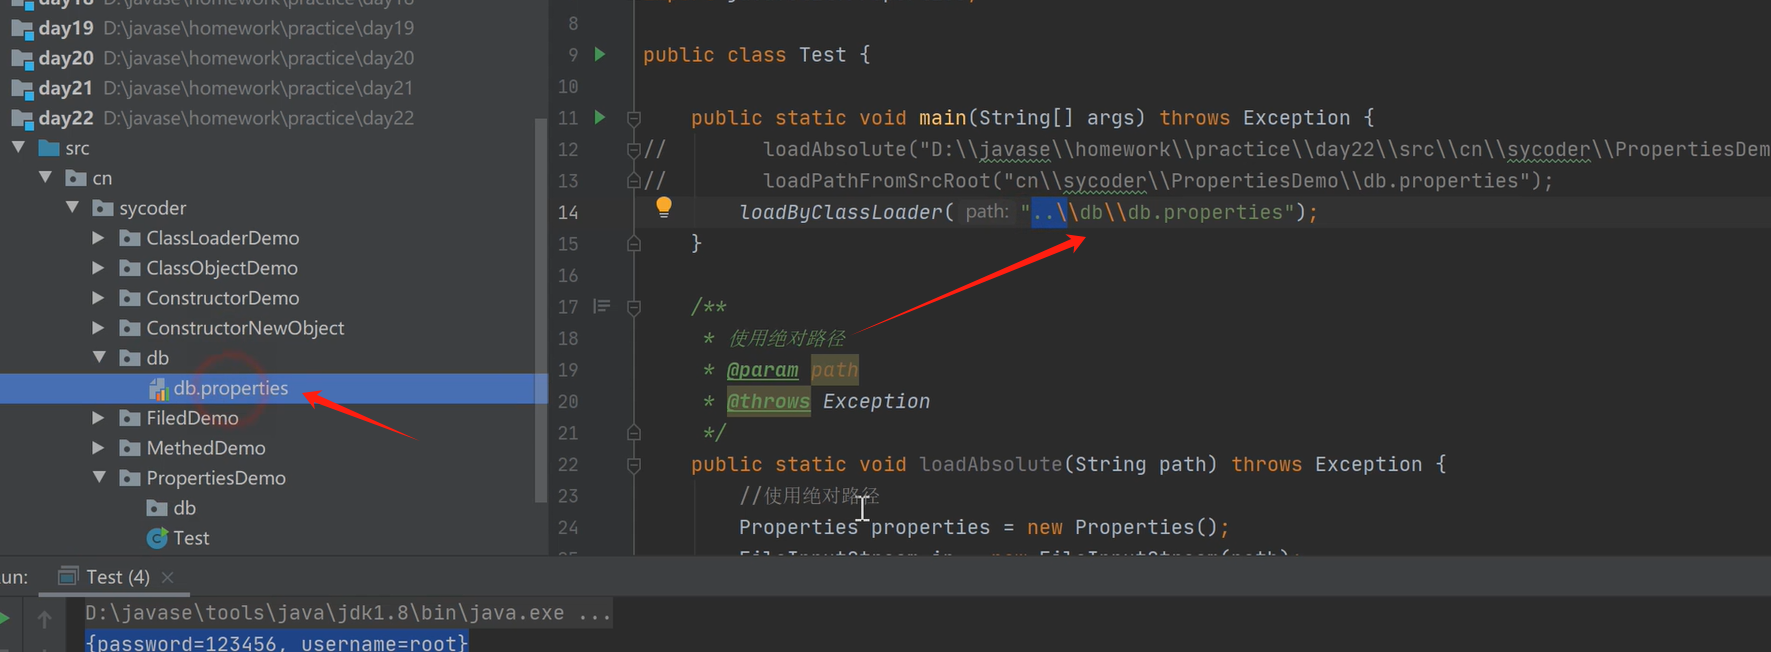 day18 D:\javase\homework\practice\day18
day19 D:\javase\homework\practice\day19
day20 D:\javase\homework\practice\day20
day21 D:\javase\homework\practice\day21
day22 D:\javase\homework\practice\day22
src
cn
sycoder
ClassLoaderDemo
ClassObjectDemo
ConstructorDemo
ConstructorNewObject
db
db.properties
FiledDemo
MethedDemo
PropertiesDemo
db
Test
8
9 public class Test {
10
11 public static void main(String[] args) throws Exception {
12 // loadAbsolute("D:\\javase\\homework\\practice\\day22\\src\\cn\\sycoder\\PropertiesDem
13 // loadPathFromSrcRoot("cn\\sycoder\\PropertiesDemo\\db.properties");
14 loadByClassLoader( path: "..\\db\\db.properties");
15 }
16
17 /**
18 * 使用绝对路径
19 * @param path
20 * @throws Exception
21 */
22 public static void loadAbsolute(String path) throws Exception {
23 //使用绝对路径
24 Properties properties = new Properties();
un: Test (4)
D:\javase\tools\java\jdk1.8\bin\java.exe ...
{password=123456, username=root}